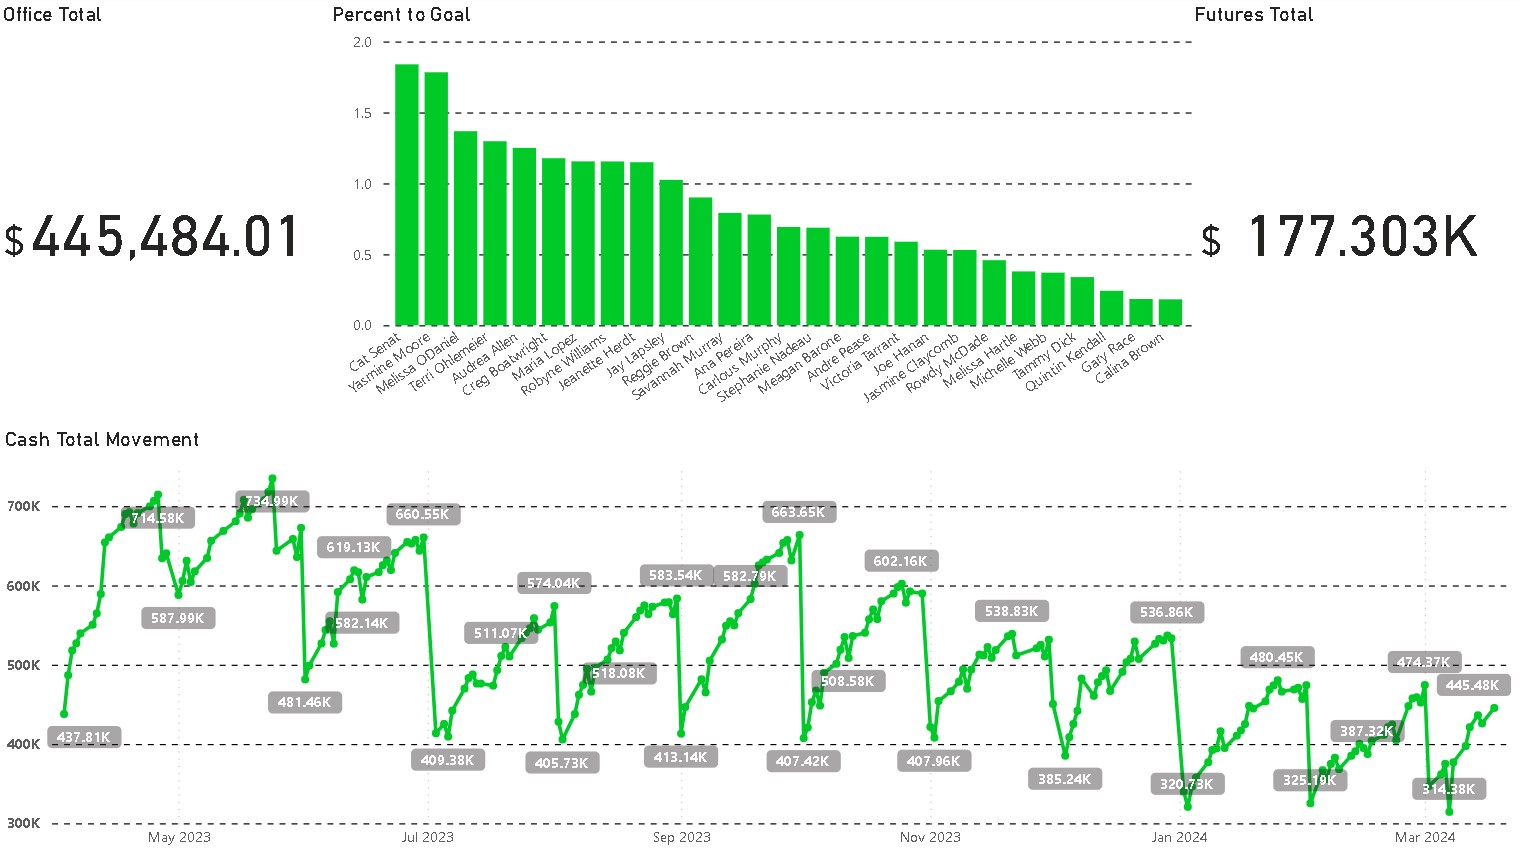 Office Total
Percent to Goal
Futures Total
2.0
1.5
1.0
0.5
0.0
$ 445,484.01
$ 177.303K
Cat Senat
Yasmine Moore
Melissa ODaniel
Terri Ohlemeier
Audrea Allen
Creg Boatwright
Maria Lopez
Robyne Williams
Jeanette Herdt
Jay Lapsley
Reggie Brown
Savannah Murray
Ana Pereira
Carlous Murphy
Stephanie Nadeau
Meagan Barone
Andre Pease
Victoria Tarrant
Joe Hanan
Jasmine Claycomb
Rowdy McDade
Melissa Hartle
Michelle Webb
Tammy Dick
Quintin Kendall
Gary Race
Calina Brown
Cash Total Movement
700K
600K
500K
400K
300K
437.81K
714.58K
587.99K
734.99K
481.46K
619.13K
582.14K
660.55K
409.38K
511.07K
574.04K
405.73K
518.08K
583.54K
413.14K
582.79K
663.65K
407.42K
508.58K
602.16K
407.96K
538.83K
385.24K
536.86K
320.73K
480.45K
325.19K
387.32K
474.37K
314.38K
445.48K
May 2023
Jul 2023
Sep 2023
Nov 2023
Jan 2024
Mar 2024